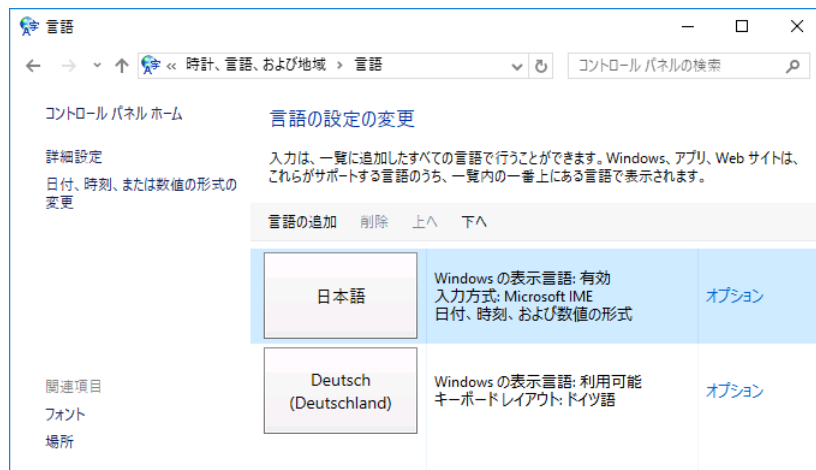 言語
« 時計、言語、および地域 › 言語
コントロール パネルの検索
コントロール パネル ホーム
詳細設定
日付、時刻、または数値の形式の
変更
関連項目
フォント
場所
言語の設定の変更
入力は、一覧に追加したすべての言語で行うことができます。Windows、アプリ、Web サイトは、
これらがサポートする言語のうち、一覧内の一番上にある言語で表示されます。
言語の追加 削除 上へ 下へ
日本語
Windows の表示言語: 有効
入力方式: Microsoft IME
日付、時刻、および数値の形式
オプション
Deutsch
(Deutschland)
Windows の表示言語: 利用可能
キーボード レイアウト: ドイツ語
オプション